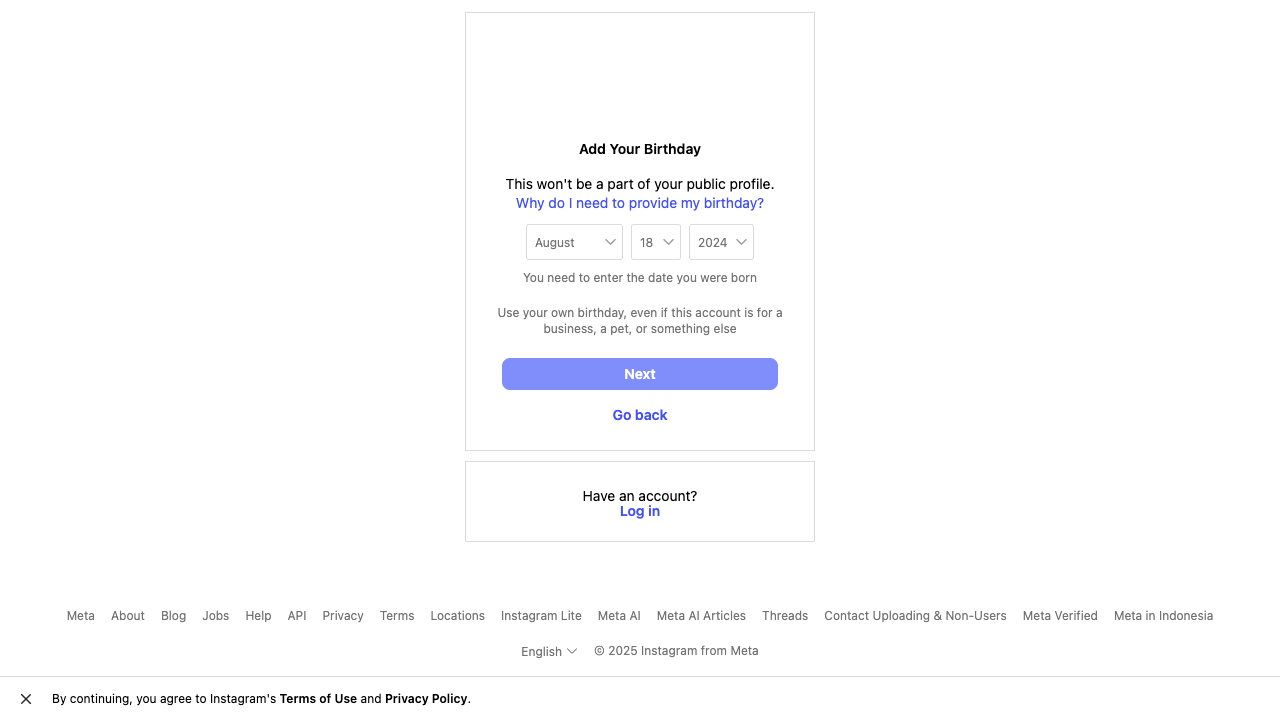 Add Your Birthday
This won't be a part of your public profile.
Why do I need to provide my birthday?
August 18 2024
You need to enter the date you were born
Use your own birthday, even if this account is for a
business, a pet, or something else
Next
Go back
Have an account?
Log in
Meta About Blog Jobs Help API Privacy Terms Locations Instagram Lite Meta AI Meta AI Articles Threads Contact Uploading & Non-Users Meta Verified Meta in Indonesia
English © 2025 Instagram from Meta
By continuing, you agree to Instagram's Terms of Use and Privacy Policy.